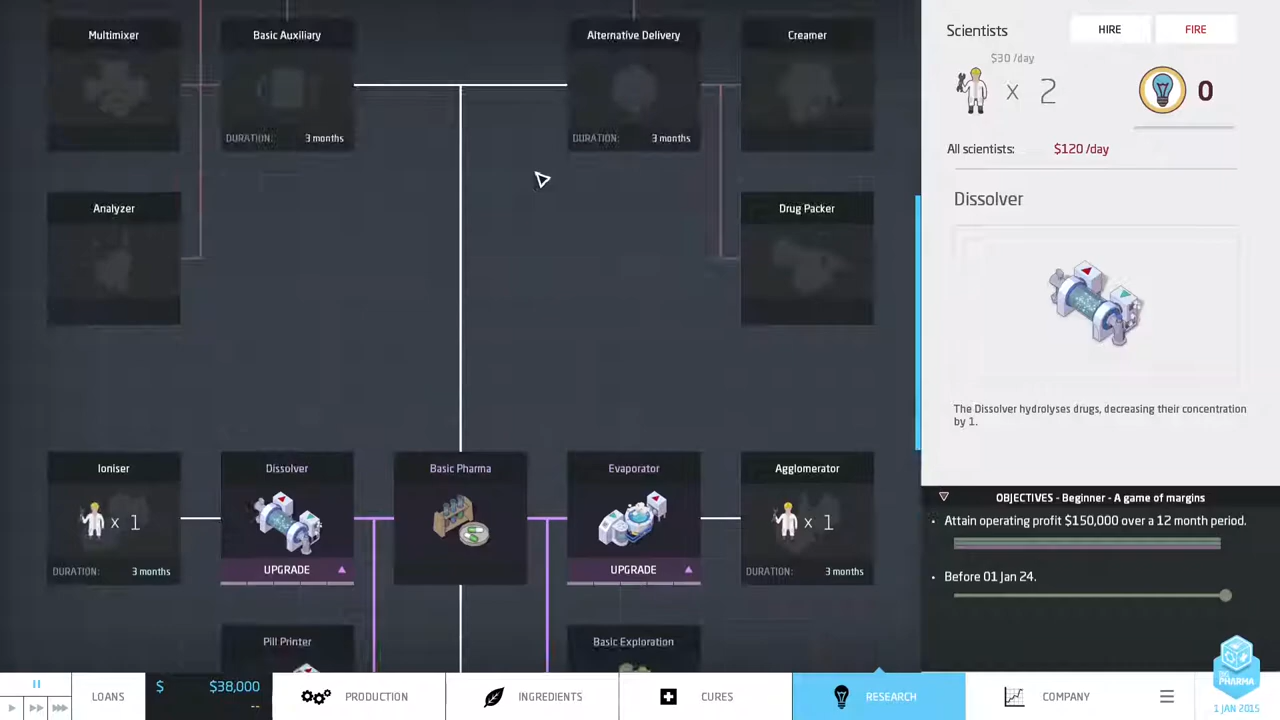 Multimixer
Basic Auxiliary
DURATION: 3 months
Alternative Delivery
DURATION: 3 months
Creamer
Analyzer
Drug Packer
Ioniser
x 1
DURATION: 3 months
Dissolver
UPGRADE
Basic Pharma
Evaporator
UPGRADE
Agglomerator
x 1
DURATION: 3 months
Pill Printer
Basic Exploration
Scientists
HIRE
FIRE
$30 /day
x 2
0
All scientists: $120 /day
Dissolver
The Dissolver hydrolyses drugs, decreasing their concentration
by 1.
OBJECTIVES - Beginner - A game of margins
Attain operating profit $150,000 over a 12 month period.
Before 01 Jan 24.
LOANS
$ $38,000
--
PRODUCTION
INGREDIENTS
CURES
RESEARCH
COMPANY
BIG
PHARMA
1 JAN 2015